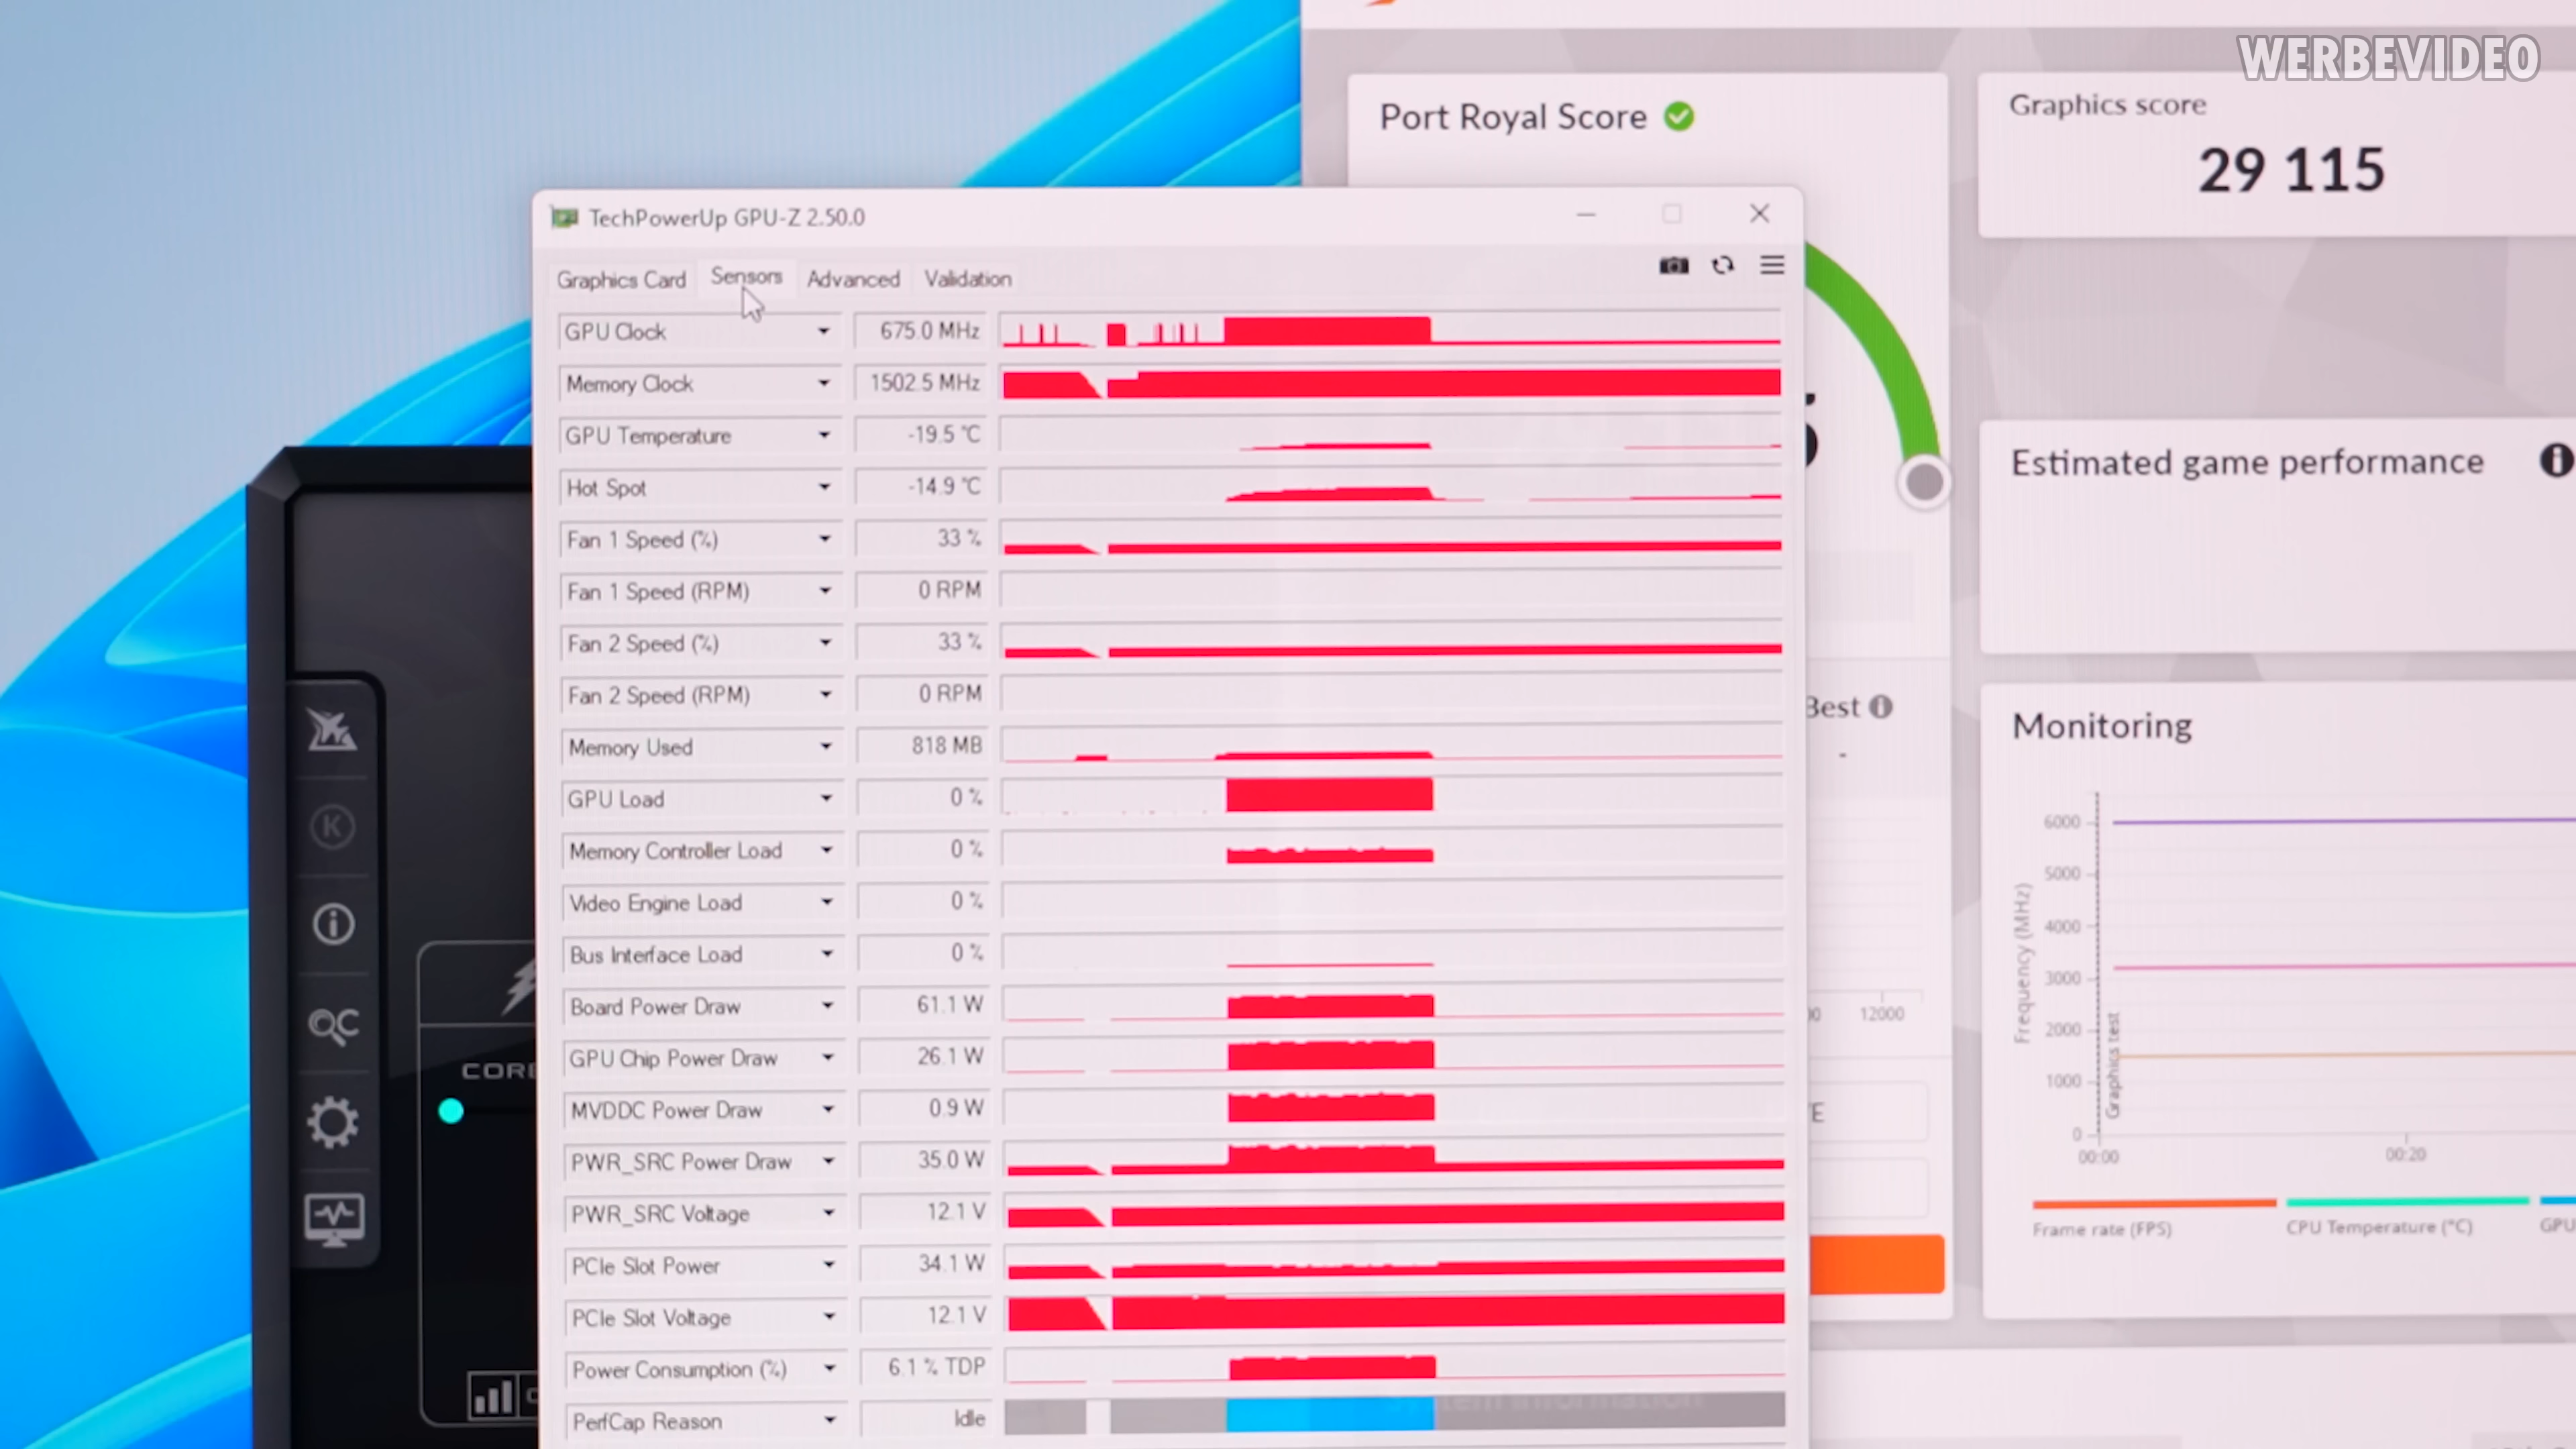 WERBEVIDEO
Port Royal Score
Graphics score
29 115
TechPowerUp GPU-Z 2.50.0
Graphics Card Sensors Advanced Validation
GPU Clock 675.0 MHz
Memory Clock 1502.5 MHz
GPU Temperature -19.5 °C
Hot Spot -14.9 °C
Fan 1 Speed (%) 33 %
Fan 1 Speed (RPM) 0 RPM
Fan 2 Speed (%) 33 %
Fan 2 Speed (RPM) 0 RPM
Memory Used 818 MB
GPU Load 0 %
Memory Controller Load 0 %
Video Engine Load 0 %
Bus Interface Load 0 %
Board Power Draw 61.1 W
GPU Chip Power Draw 26.1 W
MVDDC Power Draw 0.9 W
PWR_SRC Power Draw 35.0 W
PWR_SRC Voltage 12.1 V
PCIe Slot Power 34.1 W
PCIe Slot Voltage 12.1 V
Power Consumption (%) 6.1 % TDP
PerfCap Reason Idle
K
C
CORE
Best
-
12000
Estimated game performance
Monitoring
Frequency (MHz)
6000
5000
4000
3000
2000
1000
0
Graphics test
00:00 00:20
Frame rate (FPS) CPU Temperature (°C) GPU